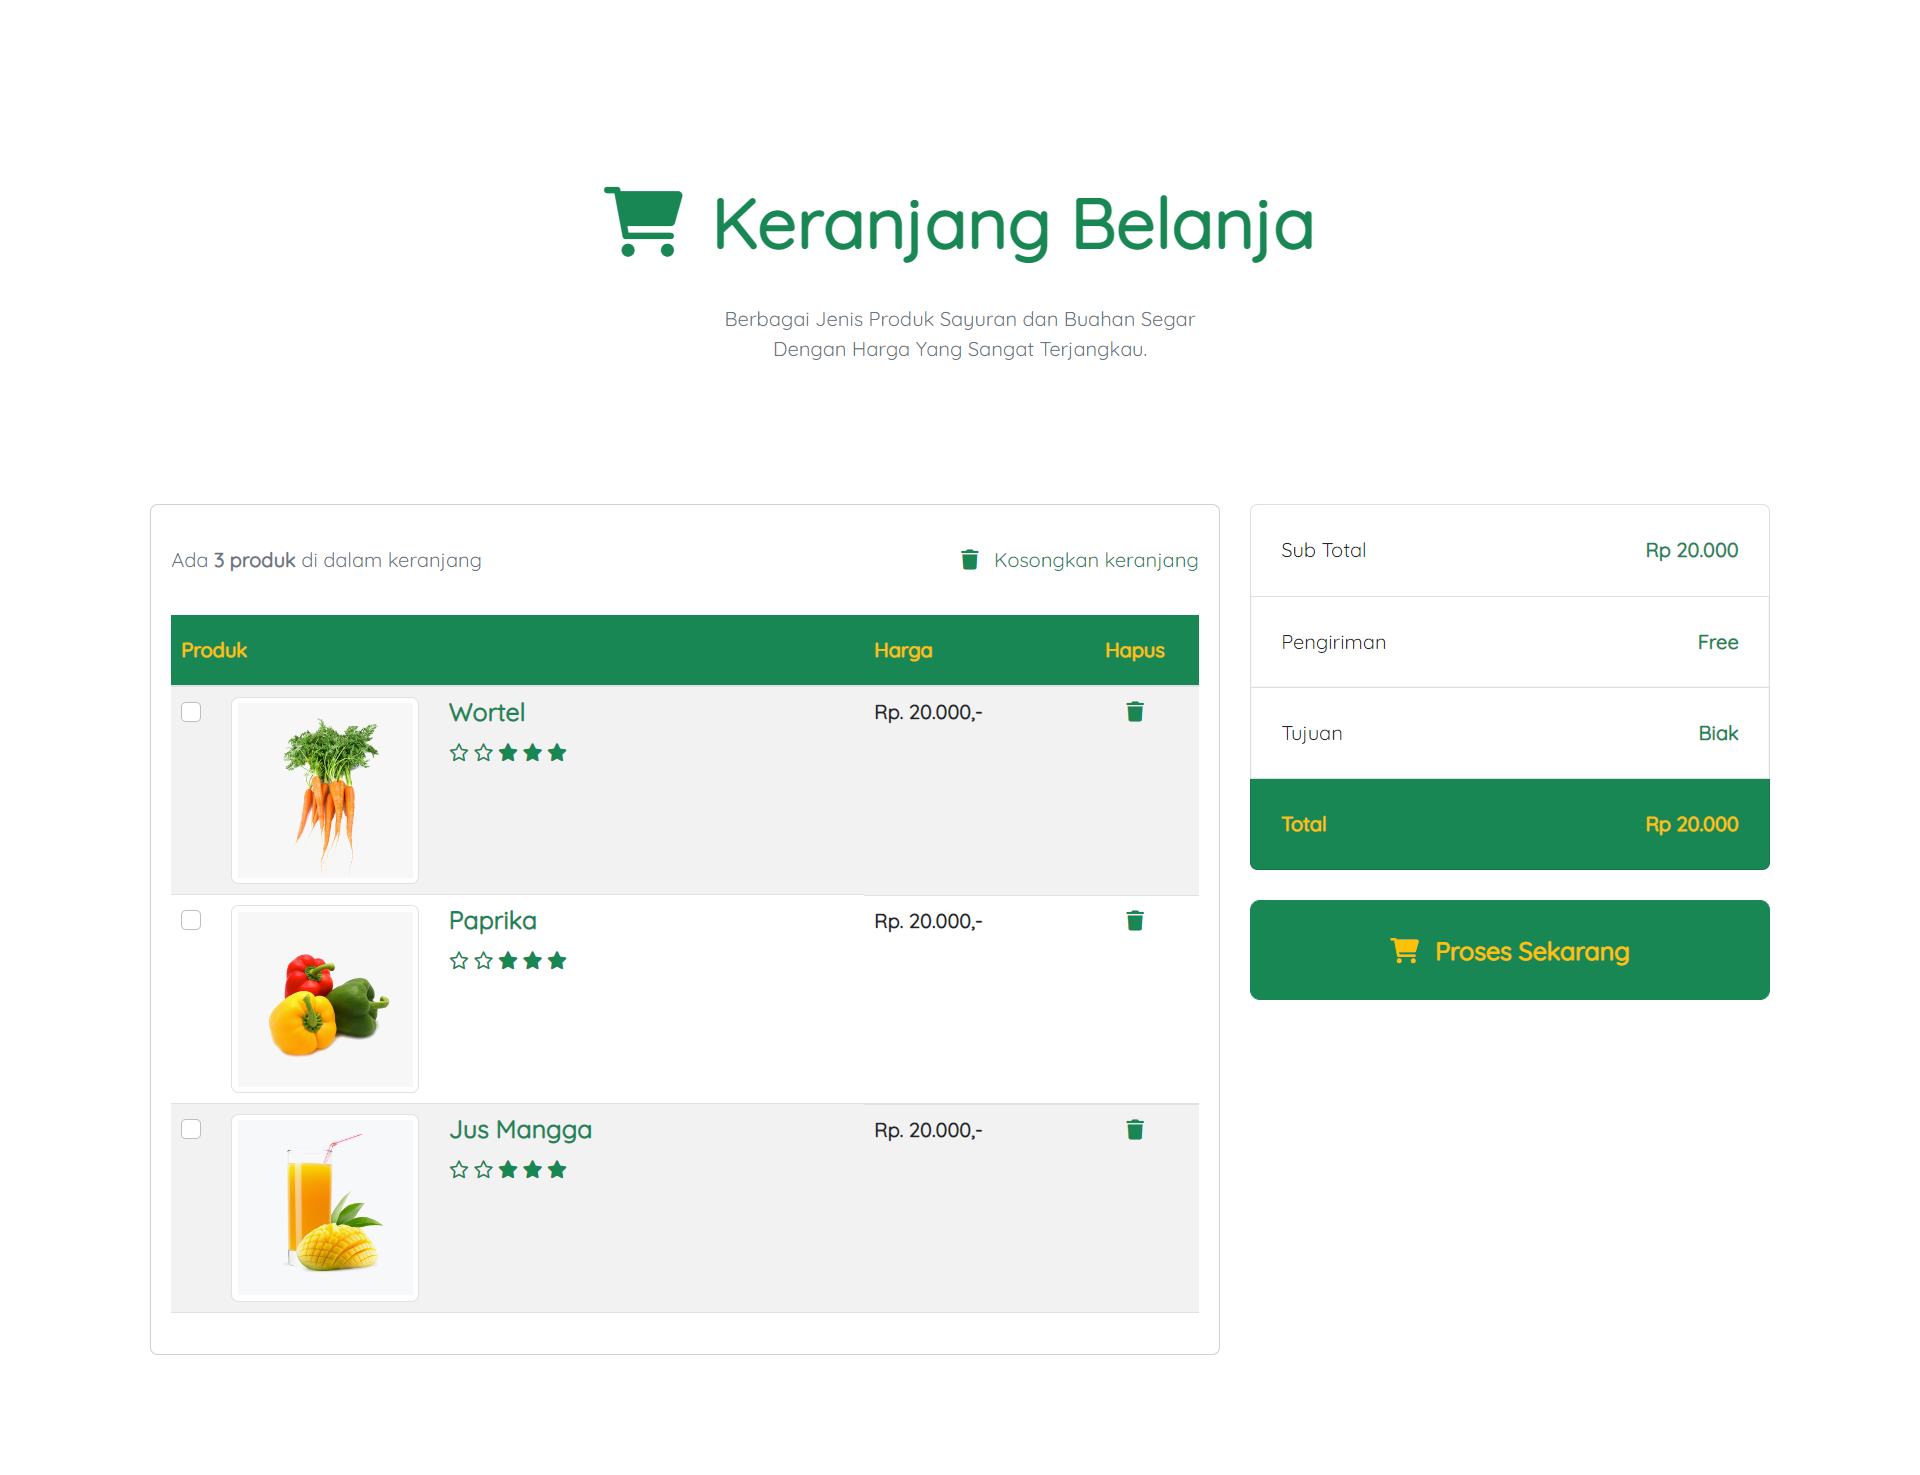 Keranjang Belanja
Berbagai Jenis Produk Sayuran dan Buahan Segar
Dengan Harga Yang Sangat Terjangkau.
Ada 3 produk di dalam keranjang
Kosongkan keranjang
Produk
Harga
Hapus
Wortel
Rp. 20.000,-
Paprika
Rp. 20.000,-
Jus Mangga
Rp. 20.000,-
Sub Total
Rp 20.000
Pengiriman
Free
Tujuan
Biak
Total
Rp 20.000
Proses Sekarang